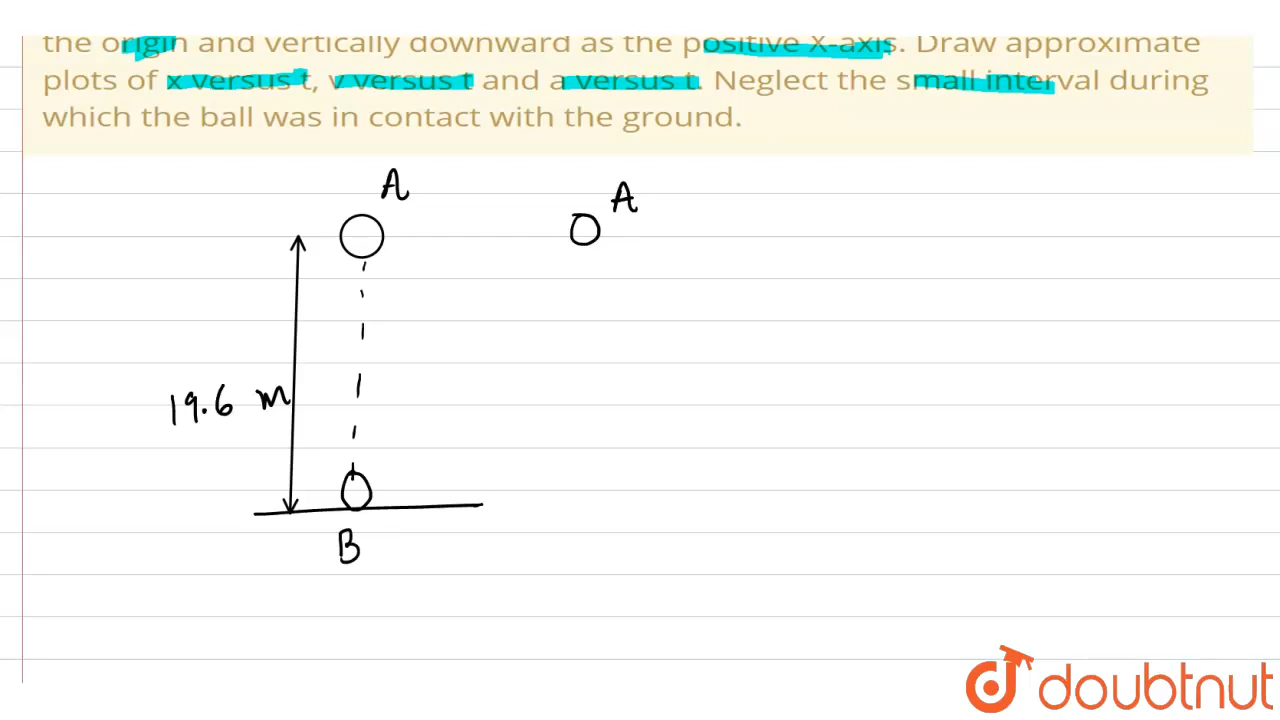 the origin and vertically downward as the positive X-axis. Draw approximate
plots of x versus t, v versus t and a versus t. Neglect the small interval during
which the ball was in contact with the ground.
A
A
19.6 m
B
doubtnut